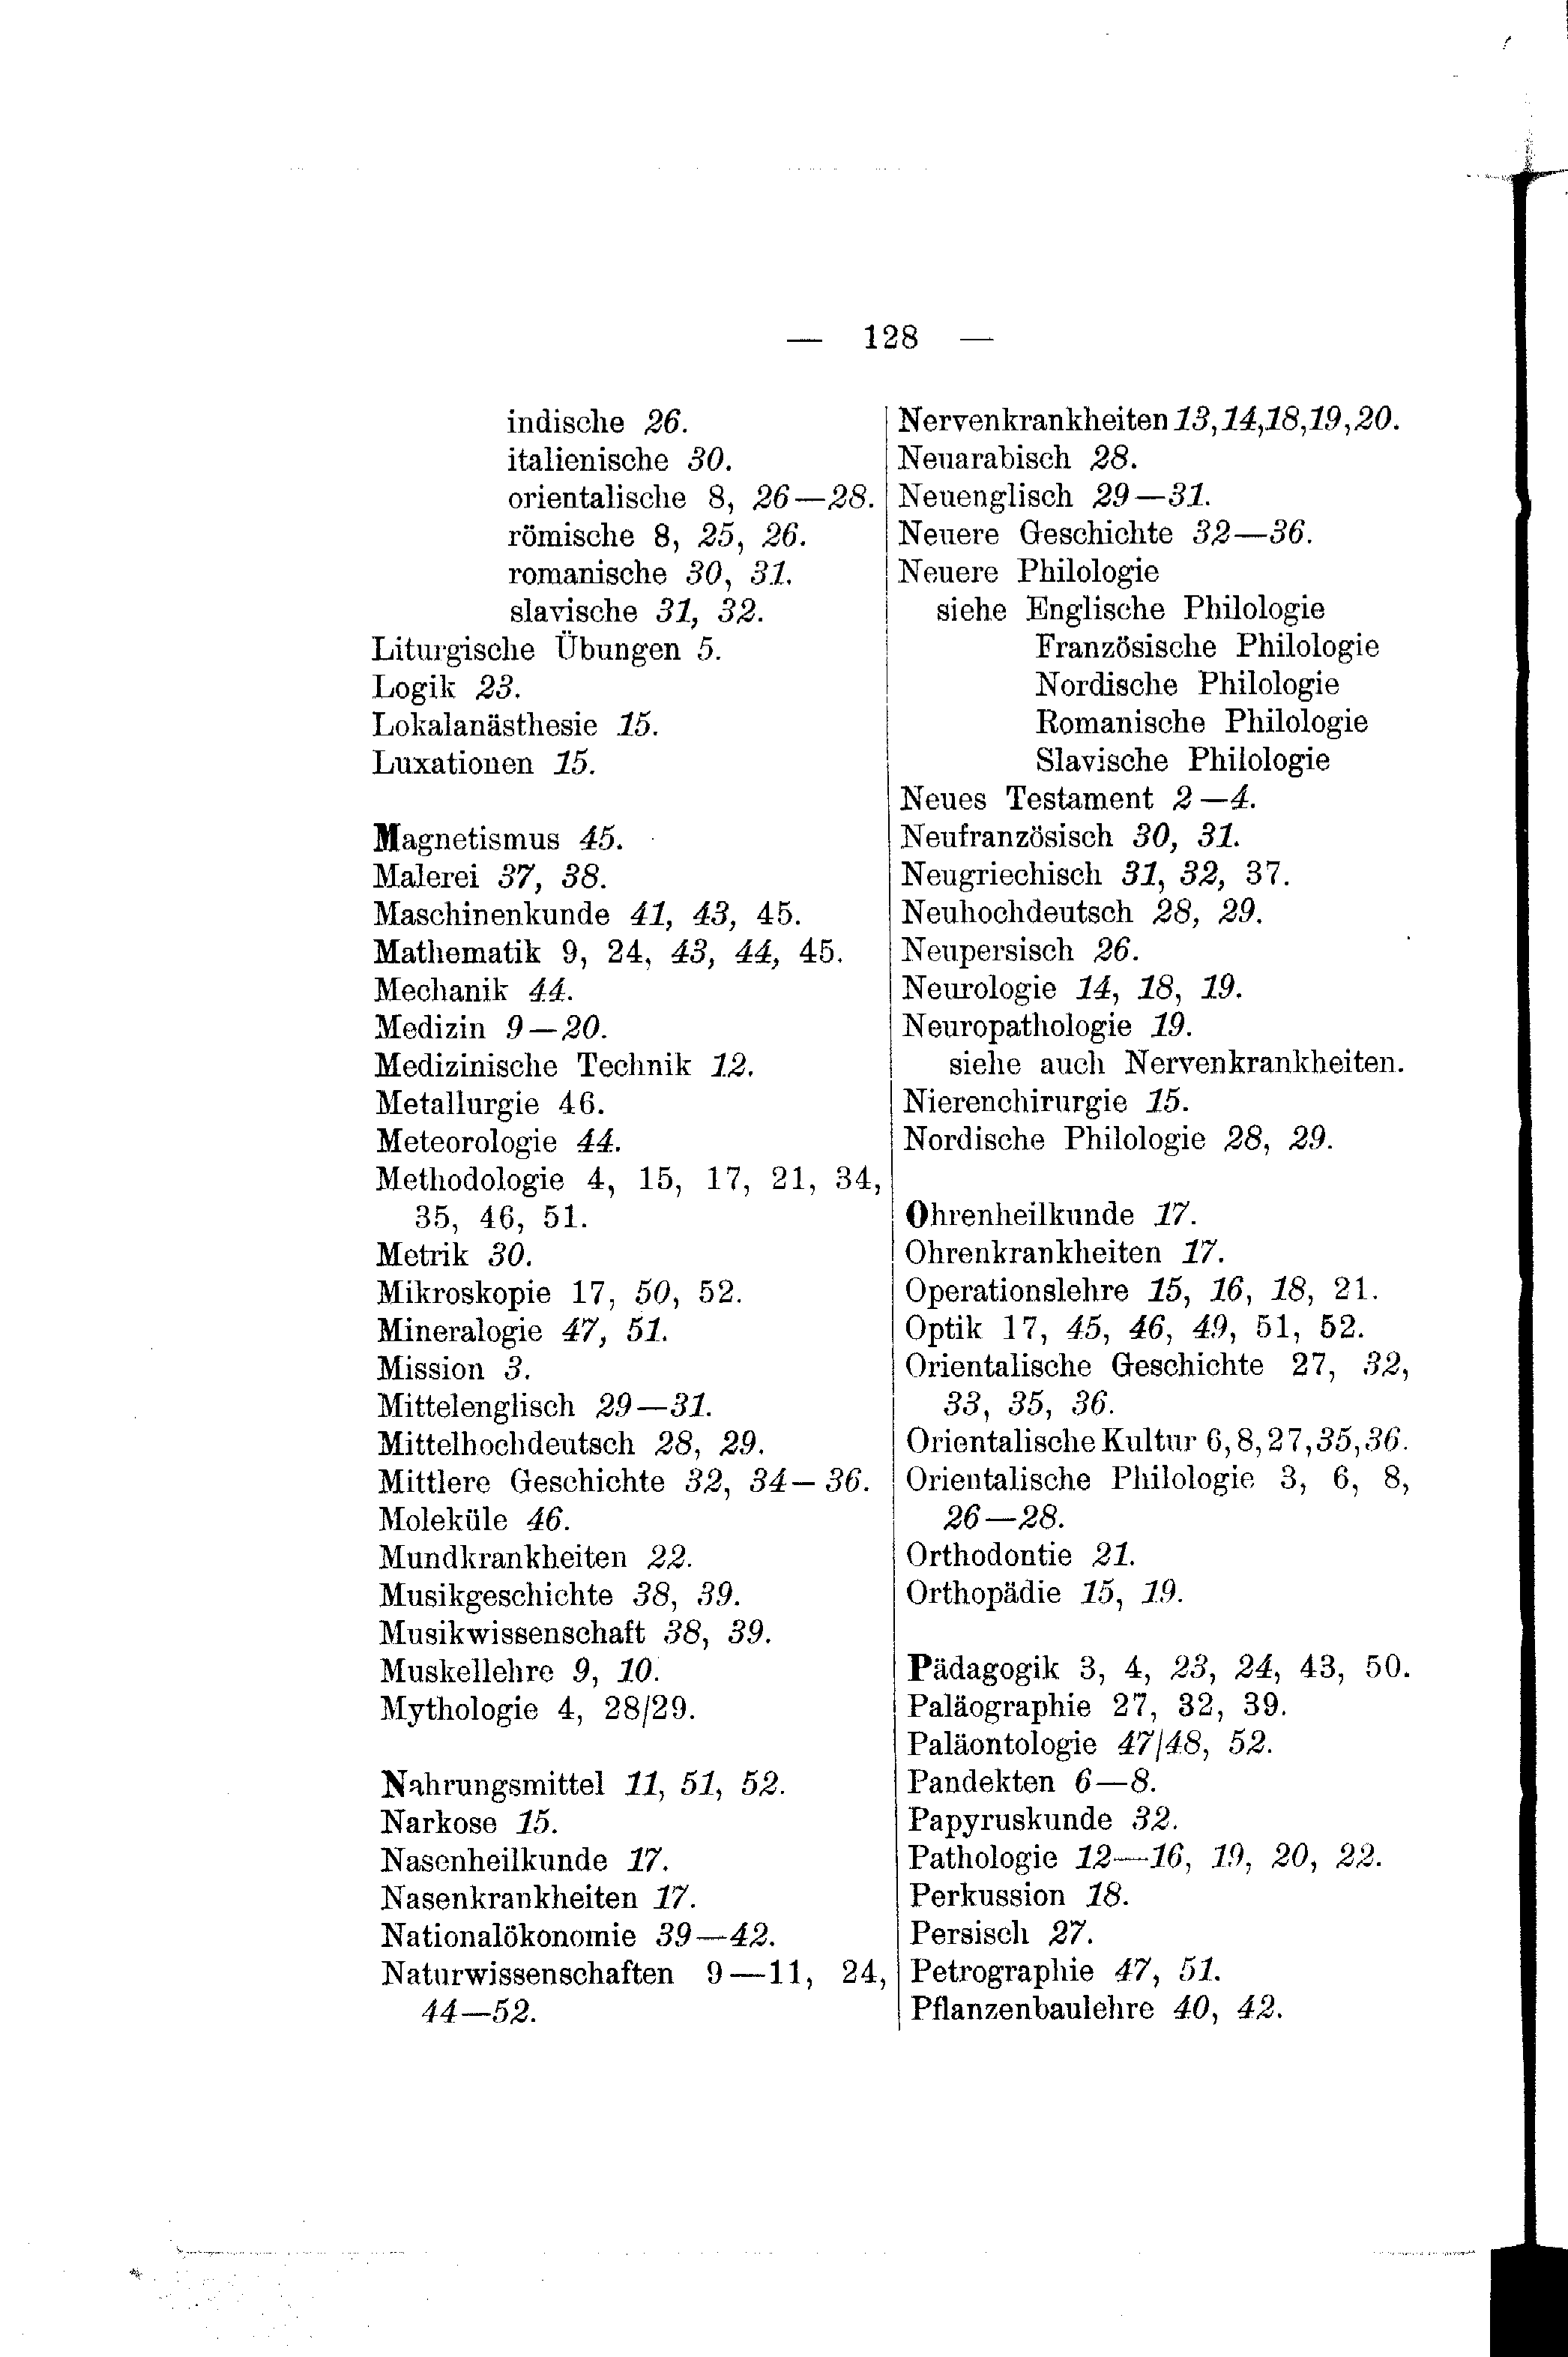 — 128 —
indische 26.
italienische 30.
orientalische 8, 26—28.
römische 8, 25, 26.
romanische 30, 31.
slavische 31, 32.
Liturgische Übungen 5.
Logik 23.
Lokalanästhesie 15.
Luxationen 15.
Magnetismus 45.
Malerei 37, 38.
Maschinenkunde 41, 43, 45.
Mathematik 9, 24, 43, 44, 45.
Mechanik 44.
Medizin 9—20.
Medizinische Technik 12.
Metallurgie 46.
Meteorologie 44.
Methodologie 4, 15, 17, 21, 34,
35, 46, 51.
Metrik 30.
Mikroskopie 17, 50, 52.
Mineralogie 47, 51.
Mission 3.
Mittelenglisch 29—31.
Mittelhochdeutsch 28, 29.
Mittlere Geschichte 32, 34—36.
Moleküle 46.
Mundkrankheiten 22.
Musikgeschichte 38, 39.
Musikwissenschaft 38, 39.
Muskellehre 9, 10.
Mythologie 4, 28/29.
Nahrungsmittel 11, 51, 52.
Narkose 15.
Nasenheilkunde 17.
Nasenkrankheiten 17.
Nationalökonomie 39—42.
Naturwissenschaften 9—11, 24,
44—52.
Nervenkrankheiten 13,14,18,19,20.
Neuarabisch 28.
Neuenglisch 29—31.
Neuere Geschichte 32—36.
Neuere Philologie
siehe Englische Philologie
Französische Philologie
Nordische Philologie
Romanische Philologie
Slavische Philologie
Neues Testament 2—4.
Neufranzösisch 30, 31.
Neugriechisch 31, 32, 37.
Neuhochdeutsch 28, 29.
Neupersisch 26.
Neurologie 14, 18, 19.
Neuropathologie 19.
siehe auch Nervenkrankheiten.
Nierenchirurgie 15.
Nordische Philologie 28, 29.
Ohrenheilkunde 17.
Ohrenkrankheiten 17.
Operationslehre 15, 16, 18, 21.
Optik 17, 45, 46, 49, 51, 52.
Orientalische Geschichte 27, 32,
33, 35, 36.
Orientalische Kultur 6,8,27,35,36.
Orientalische Philologie 3, 6, 8,
26—28.
Orthodontie 21.
Orthopädie 15, 19.
Pädagogik 3, 4, 23, 24, 43, 50.
Paläographie 27, 32, 39.
Paläontologie 47/48, 52.
Pandekten 6—8.
Papyruskunde 32.
Pathologie 12—16, 19, 20, 22.
Perkussion 18.
Persisch 27.
Petrographie 47, 51.
Pflanzenbaulehre 40, 42.